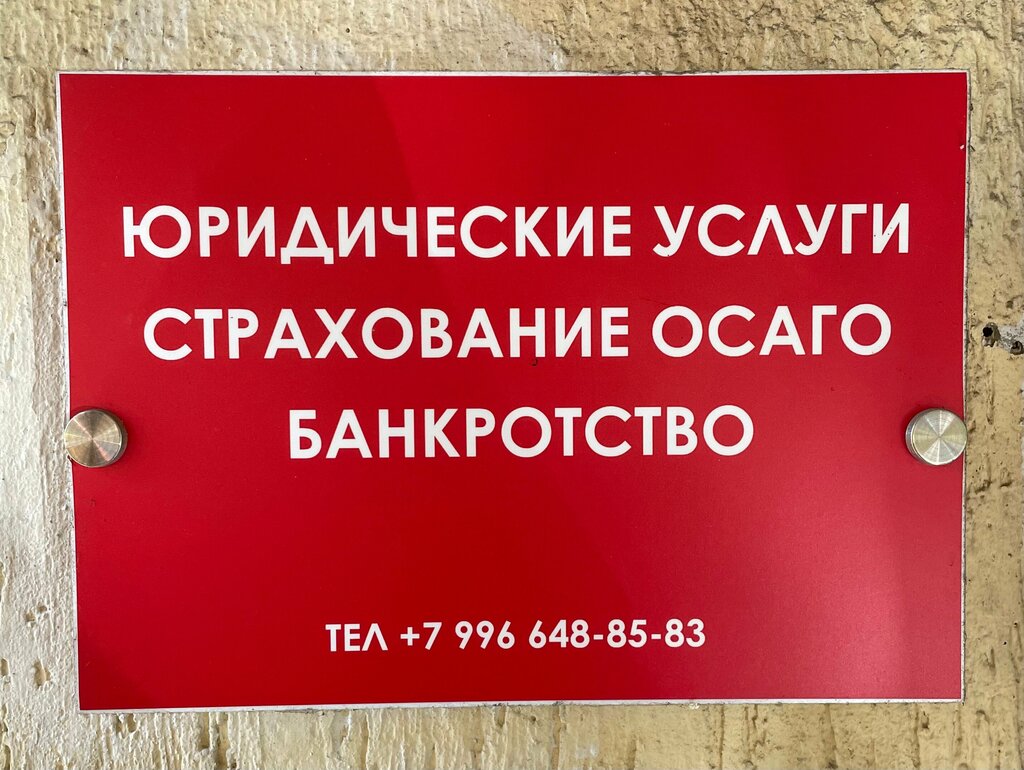 ЮРИДИЧЕСКИЕ УСЛУГИ
СТРАХОВАНИЕ ОСАГО
БАНКРОТСТВО
ТЕЛ +7 996 648-85-83